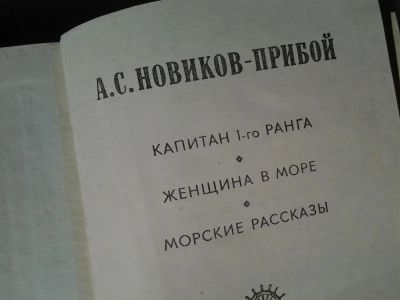 А.С. НОВИКОВ-ПРИБОЙ
КАПИТАН 1-го РАНГА
ЖЕНЩИНА В МОРЕ
МОРСКИЕ РАССКАЗЫ